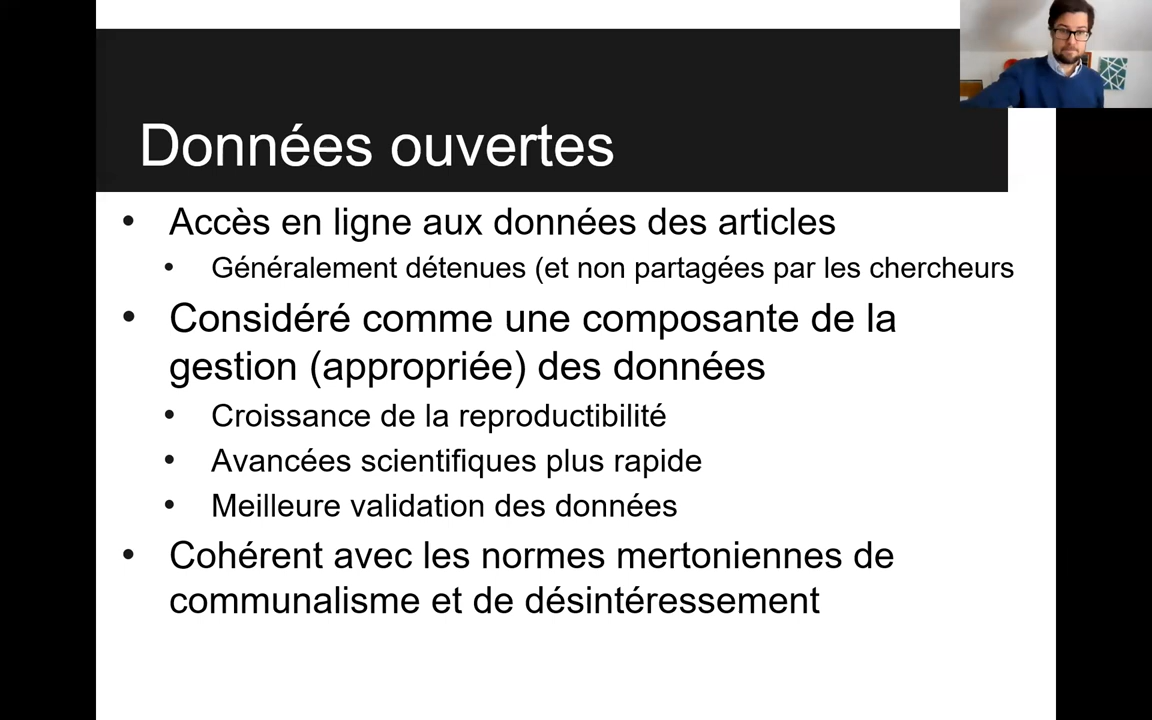 Données ouvertes
• Accès en ligne aux données des articles
• Généralement détenues (et non partagées par les chercheurs
• Considéré comme une composante de la
gestion (appropriée) des données
• Croissance de la reproductibilité
• Avancées scientifiques plus rapide
• Meilleure validation des données
• Cohérent avec les normes mertoniennes de
communalisme et de désintéressement